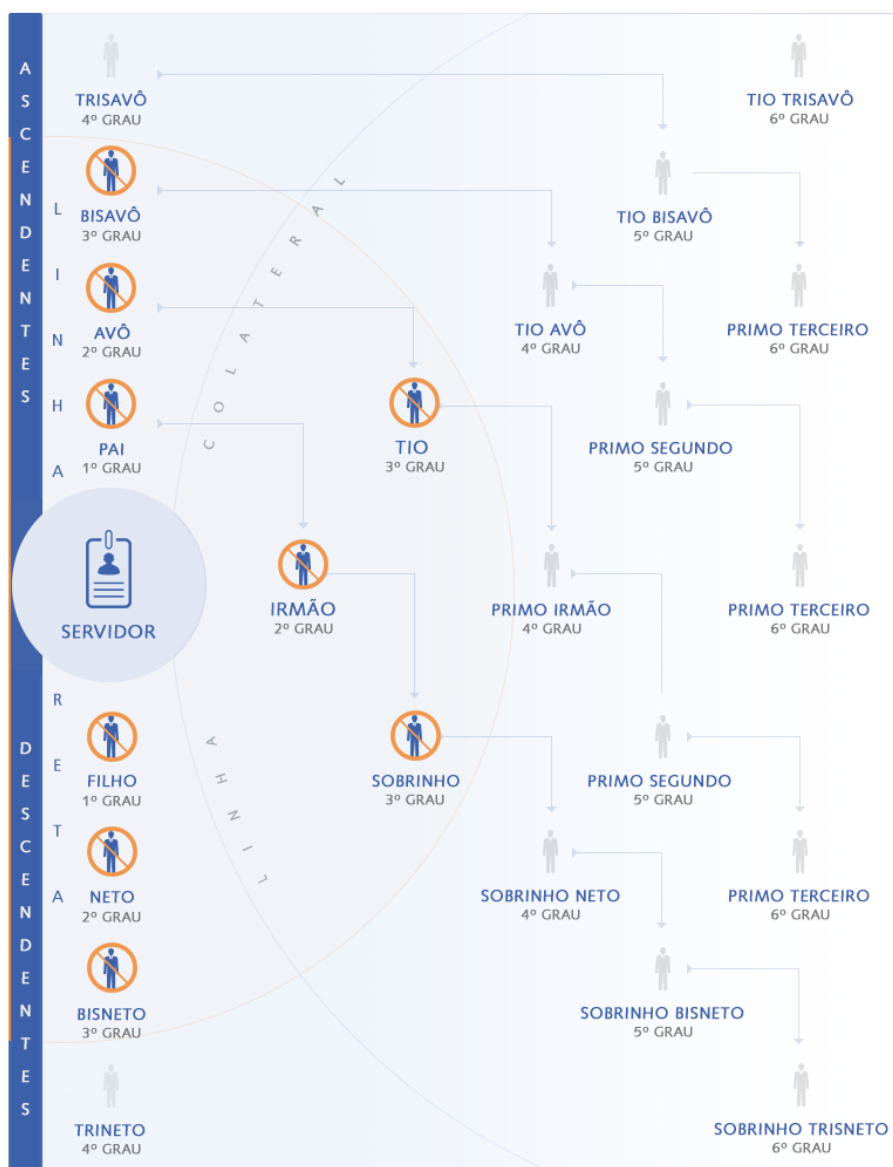 ASCENDENTES
DESCENDENTES
LINHA RETA
LINHA COLATERAL
TRISAVÔ
4º GRAU
TIO TRISAVÔ
6º GRAU
BISAVÔ
3º GRAU
TIO BISAVÔ
5º GRAU
AVÔ
2º GRAU
TIO AVÔ
4º GRAU
PRIMO TERCEIRO
6º GRAU
PAI
1º GRAU
TIO
3º GRAU
PRIMO SEGUNDO
5º GRAU
SERVIDOR
IRMÃO
2º GRAU
PRIMO IRMÃO
4º GRAU
PRIMO TERCEIRO
6º GRAU
FILHO
1º GRAU
SOBRINHO
3º GRAU
PRIMO SEGUNDO
5º GRAU
NETO
2º GRAU
SOBRINHO NETO
4º GRAU
PRIMO TERCEIRO
6º GRAU
BISNETO
3º GRAU
SOBRINHO BISNETO
5º GRAU
TRINETO
4º GRAU
SOBRINHO TRISNETO
6º GRAU